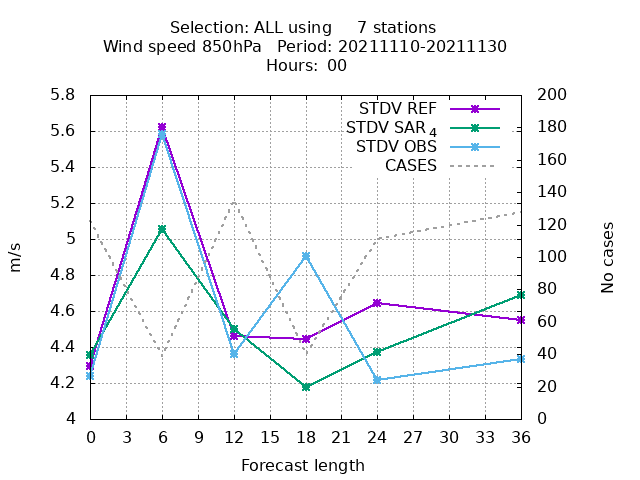 Selection: ALL using     7 stations
Wind speed 850hPa   Period: 20211110-20211130
Hours:  00
5.8
5.6
5.4
5.2
5
4.8
4.6
4.4
4.2
4
m/s
STDV REF
STDV SAR4
STDV OBS
CASES
200
180
160
140
120
100
80
60
40
20
0
No cases
0 3 6 9 12 15 18 21 24 27 30 33 36
Forecast length